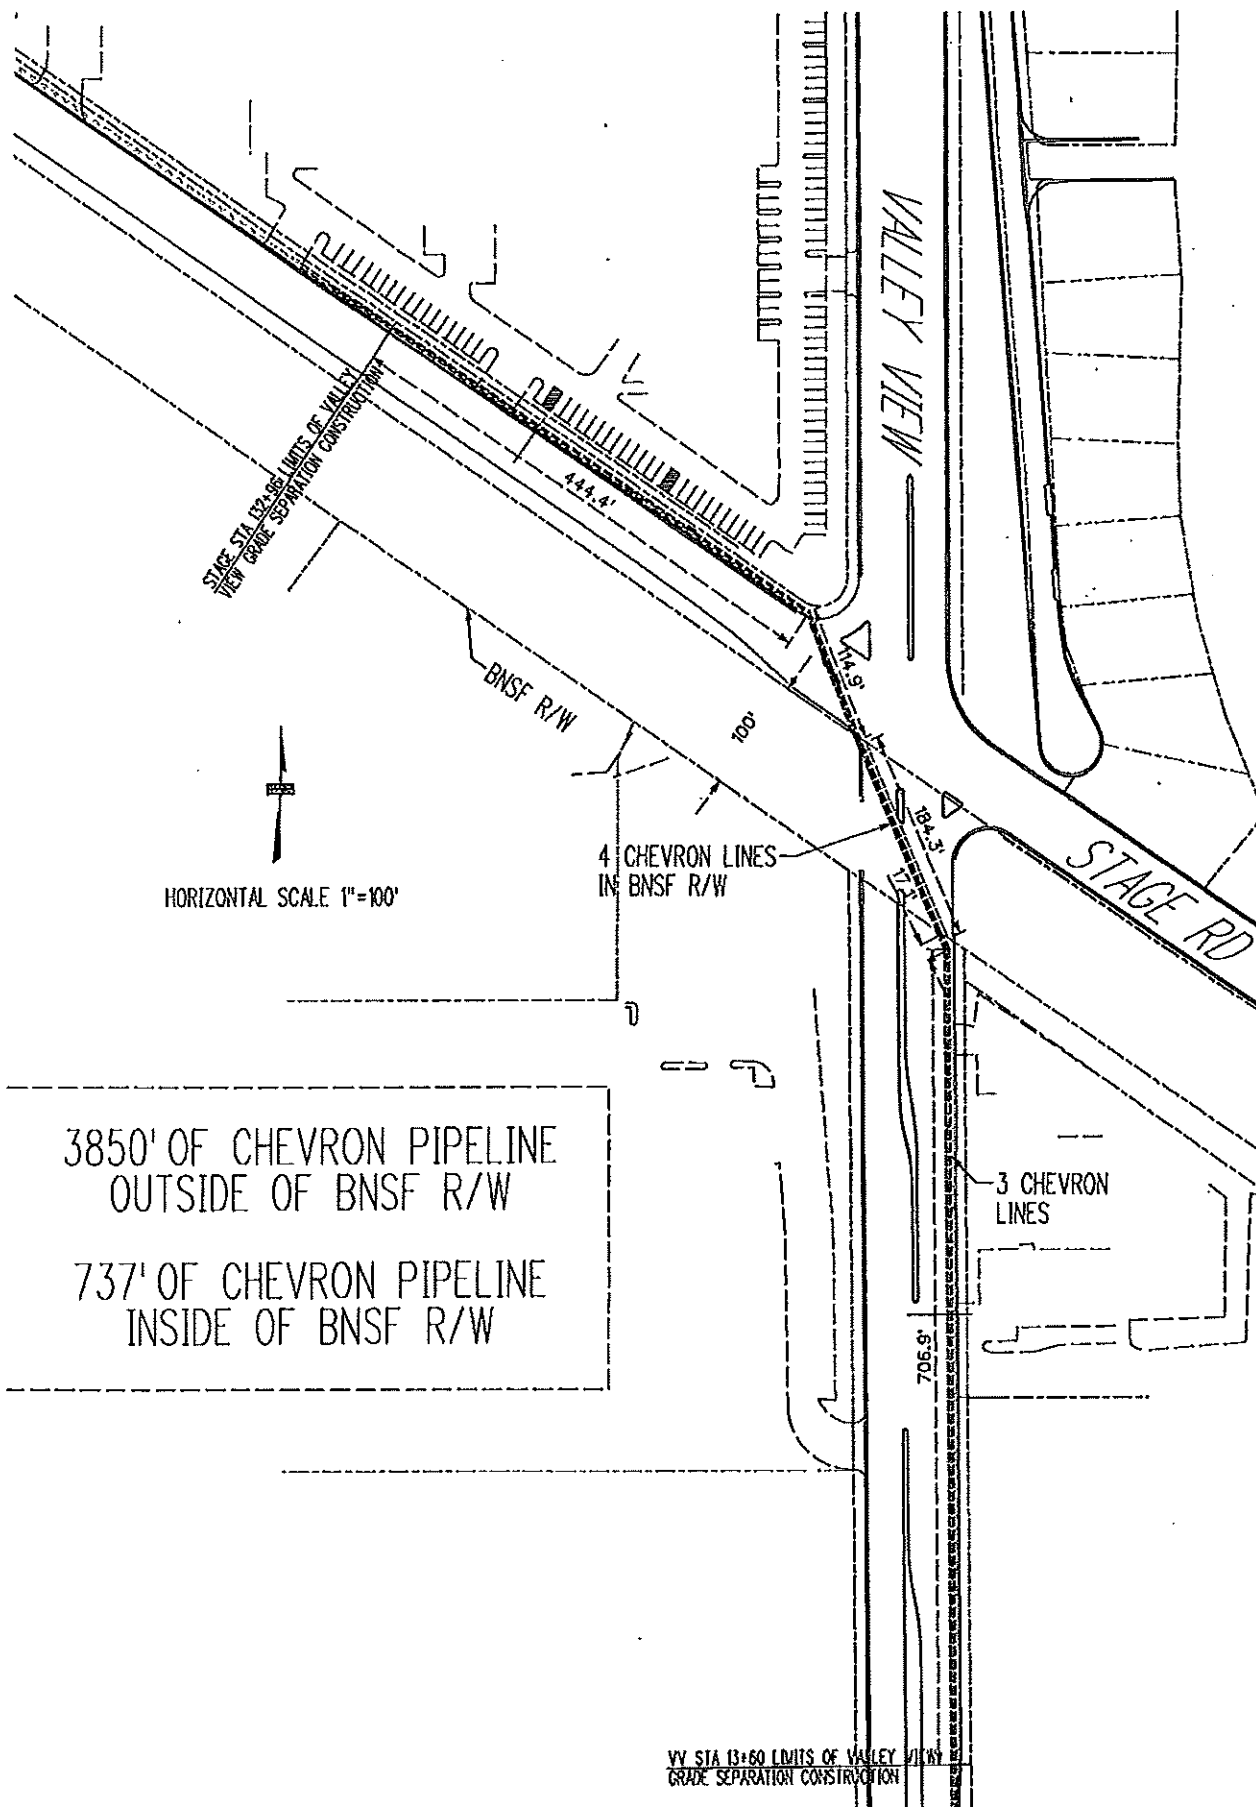 VALLEY VIEW
STAGE STA 132+96 LIMITS OF VALLEY
VIEW GRADE SEPARATION CONSTRUCTION
444.4'
114.9'
BNSF R/W
100'
184.3'
4 CHEVRON LINES
IN BNSF R/W
17.1'
STAGE RD
HORIZONTAL SCALE 1"=100'
3850' OF CHEVRON PIPELINE
OUTSIDE OF BNSF R/W
737' OF CHEVRON PIPELINE
INSIDE OF BNSF R/W
3 CHEVRON
LINES
706.9'
VV STA 13+60 LIMITS OF VALLEY VIEW
GRADE SEPARATION CONSTRUCTION